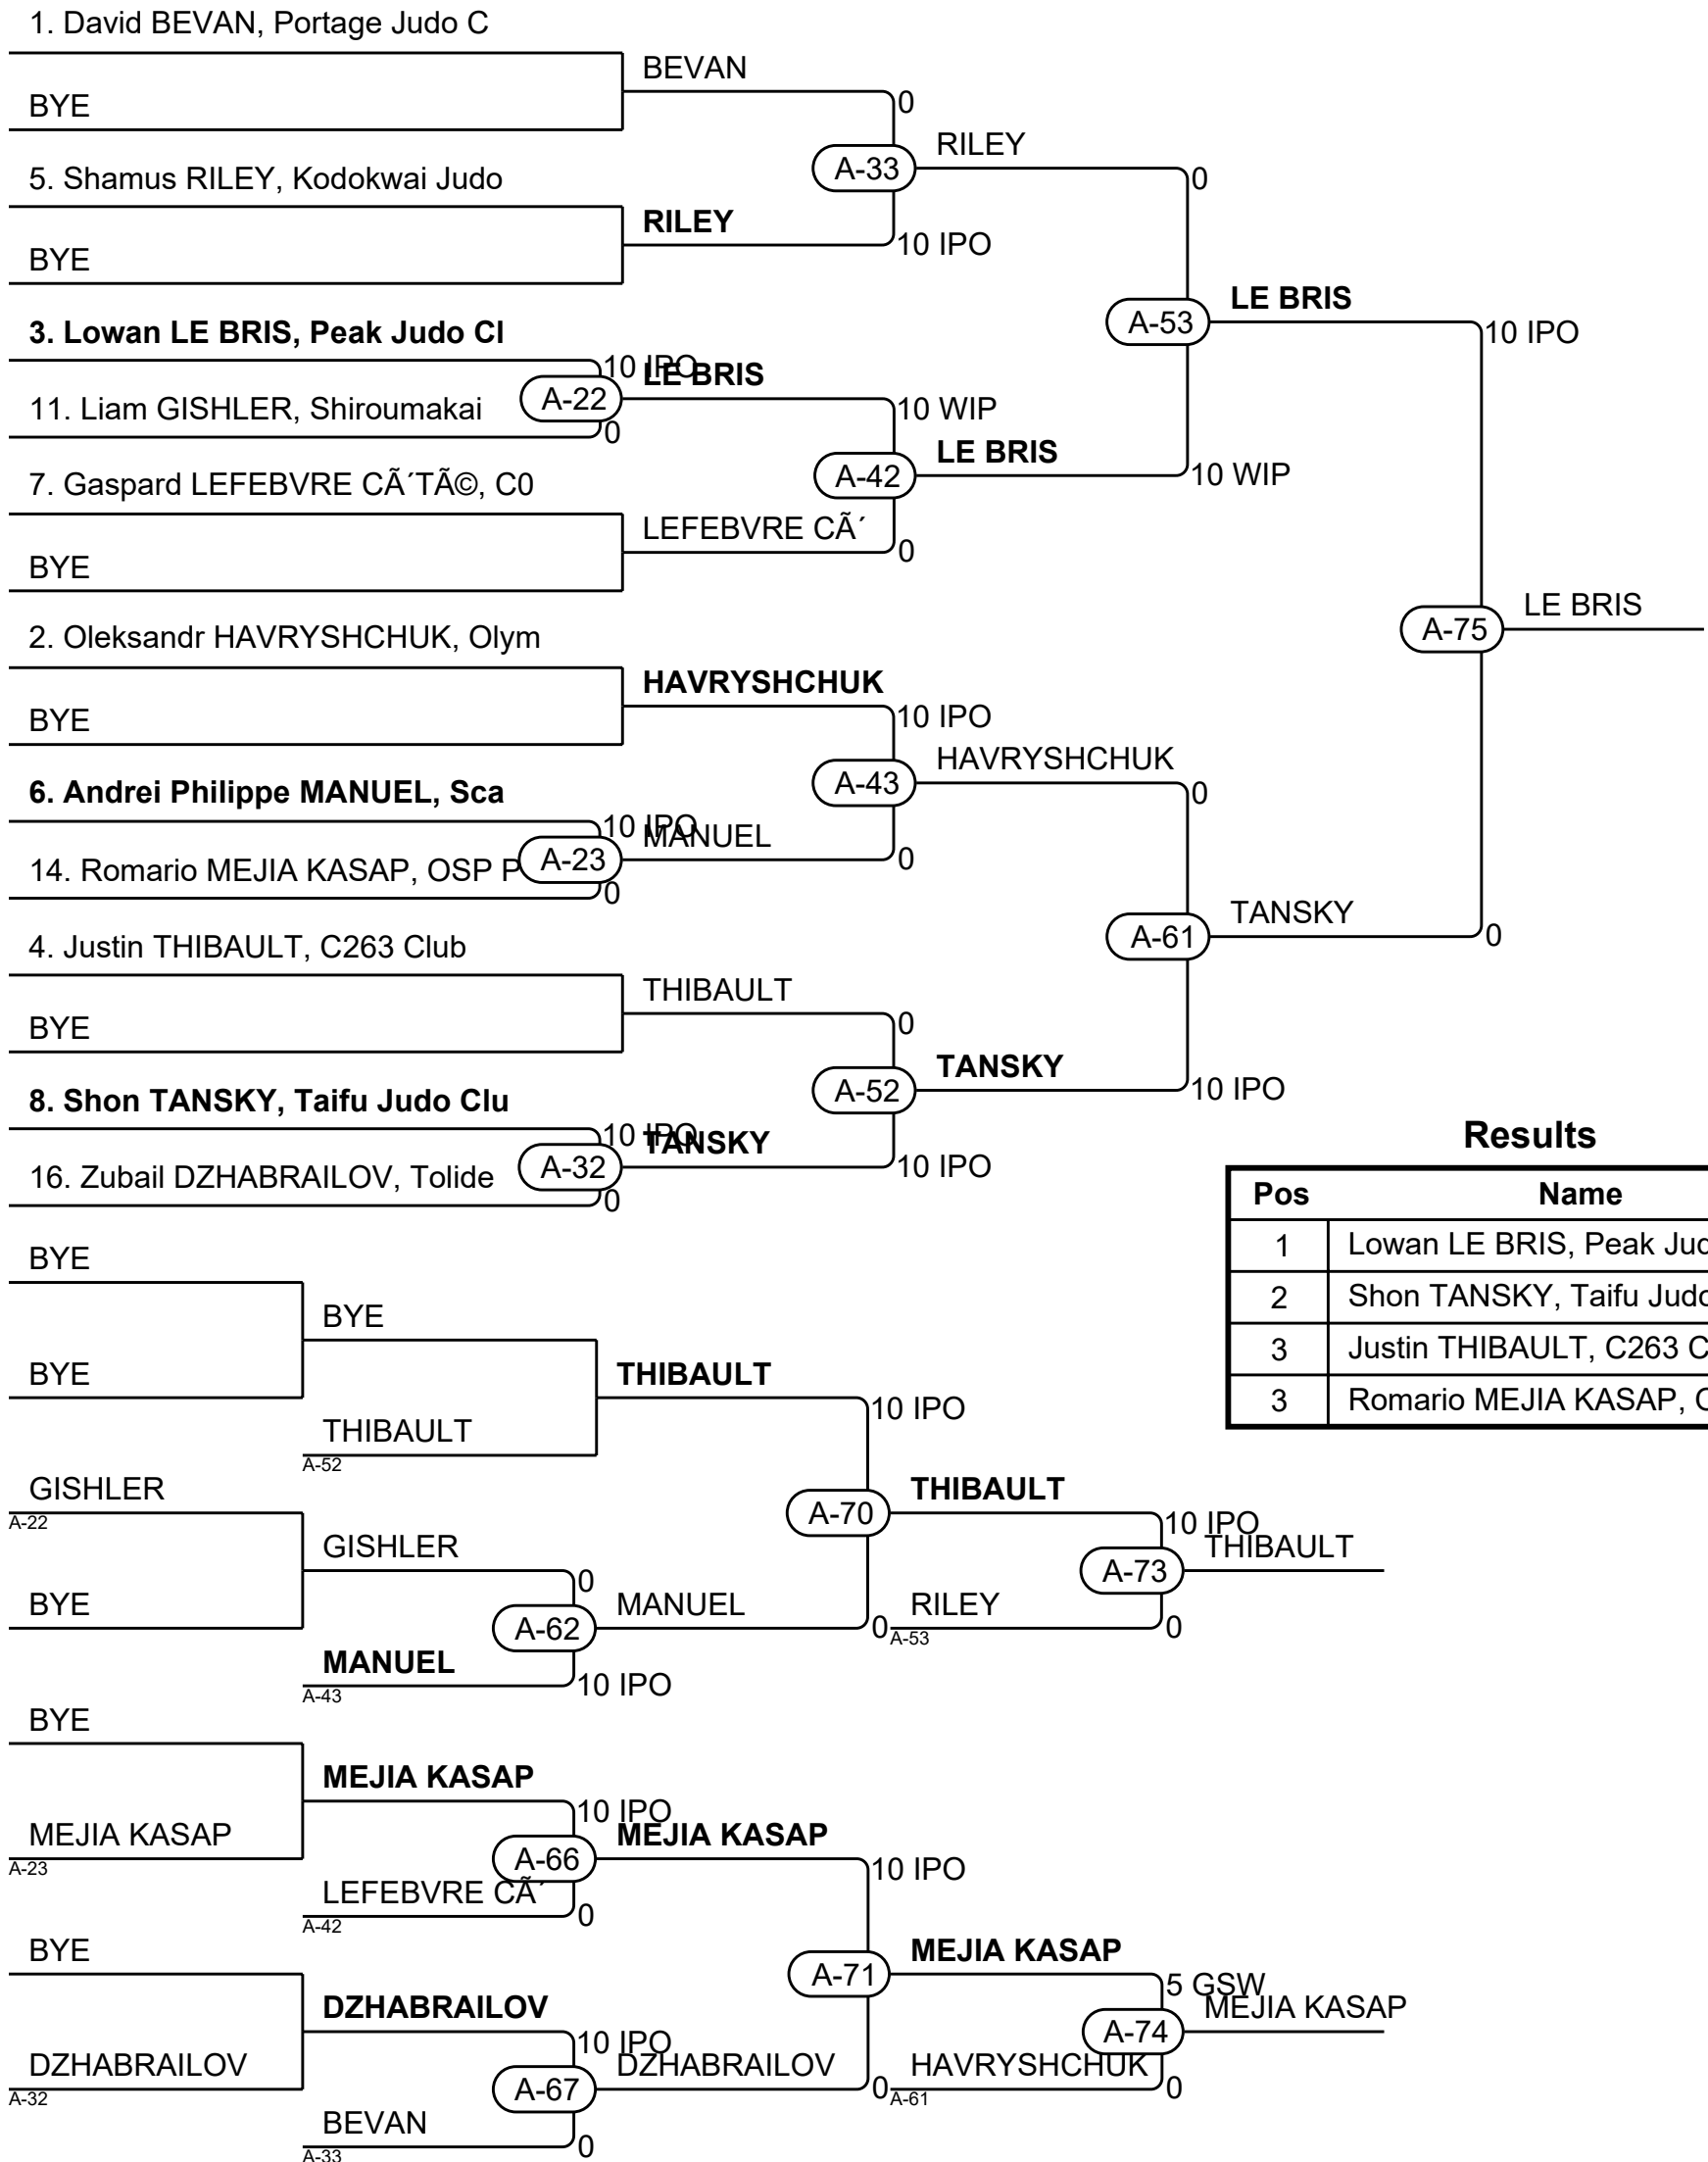 1. David BEVAN, Portage Judo C
BEVAN
0
BYE
RILEY
A-33
0
5. Shamus RILEY, Kodokwai Judo
RILEY
10 IPO
BYE
LE BRIS
A-53
10 IPO
3. Lowan LE BRIS, Peak Judo Cl
10 IPO
LE BRIS
A-22
11. Liam GISHLER, Shiroumakai
0
10 WIP
LE BRIS
A-42
10 WIP
7. Gaspard LEFEBVRE CÃ´TÃ©, C0
LEFEBVRE CÃ´
0
BYE
LE BRIS
A-75
2. Oleksandr HAVRYSHCHUK, Olym
HAVRYSHCHUK
10 IPO
BYE
HAVRYSHCHUK
A-43
0
6. Andrei Philippe MANUEL, Sca
10 IPO
MANUEL
A-23
0
14. Romario MEJIA KASAP, OSP P
0
TANSKY
A-61
0
4. Justin THIBAULT, C263 Club
THIBAULT
0
BYE
TANSKY
A-52
10 IPO
8. Shon TANSKY, Taifu Judo Clu
10 IPO
TANSKY
A-32
10 IPO
16. Zubail DZHABRAILOV, Tolide
0
Results
Pos Name
1 Lowan LE BRIS, Peak Jud
2 Shon TANSKY, Taifu Judo
3 Justin THIBAULT, C263 C
3 Romario MEJIA KASAP, O
BYE
BYE
BYE
THIBAULT
10 IPO
THIBAULT
A-52
GISHLER
A-22
THIBAULT
A-70
10 IPO
GISHLER
0
THIBAULT
A-73
BYE
MANUEL
A-62
0
RILEY
A-53
0
MANUEL
A-43
10 IPO
BYE
MEJIA KASAP
10 IPO
MEJIA KASAP
A-23
MEJIA KASAP
A-66
10 IPO
LEFEBVRE CÃ´
A-42
0
BYE
MEJIA KASAP
A-71
5 GSW
DZHABRAILOV
10 IPO
MEJIA KASAP
A-74
DZHABRAILOV
A-32
DZHABRAILOV
A-67
0
HAVRYSHCHUK
A-61
0
BEVAN
A-33
0